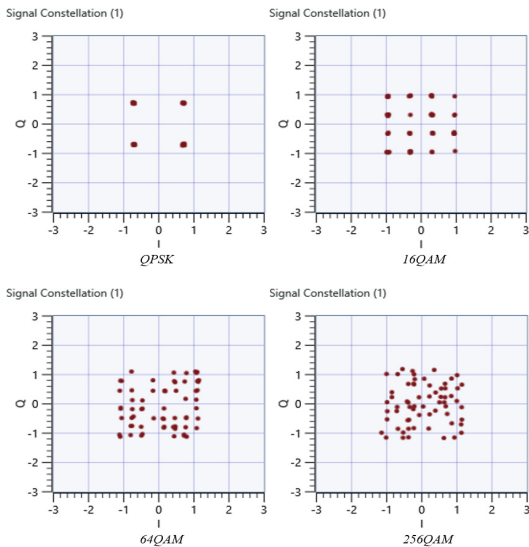 Signal Constellation (1) Signal Constellation (1)
3 3
2 2
1 1
Q 0 Q 0
-1 -1
-2 -2
-3 -3
-3 -2 -1 0 1 2 3 -3 -2 -1 0 1 2 3
I I
QPSK 16QAM
Signal Constellation (1) Signal Constellation (1)
3 3
2 2
1 1
Q 0 Q 0
-1 -1
-2 -2
-3 -3
-3 -2 -1 0 1 2 3 -3 -2 -1 0 1 2 3
I I
64QAM 256QAM